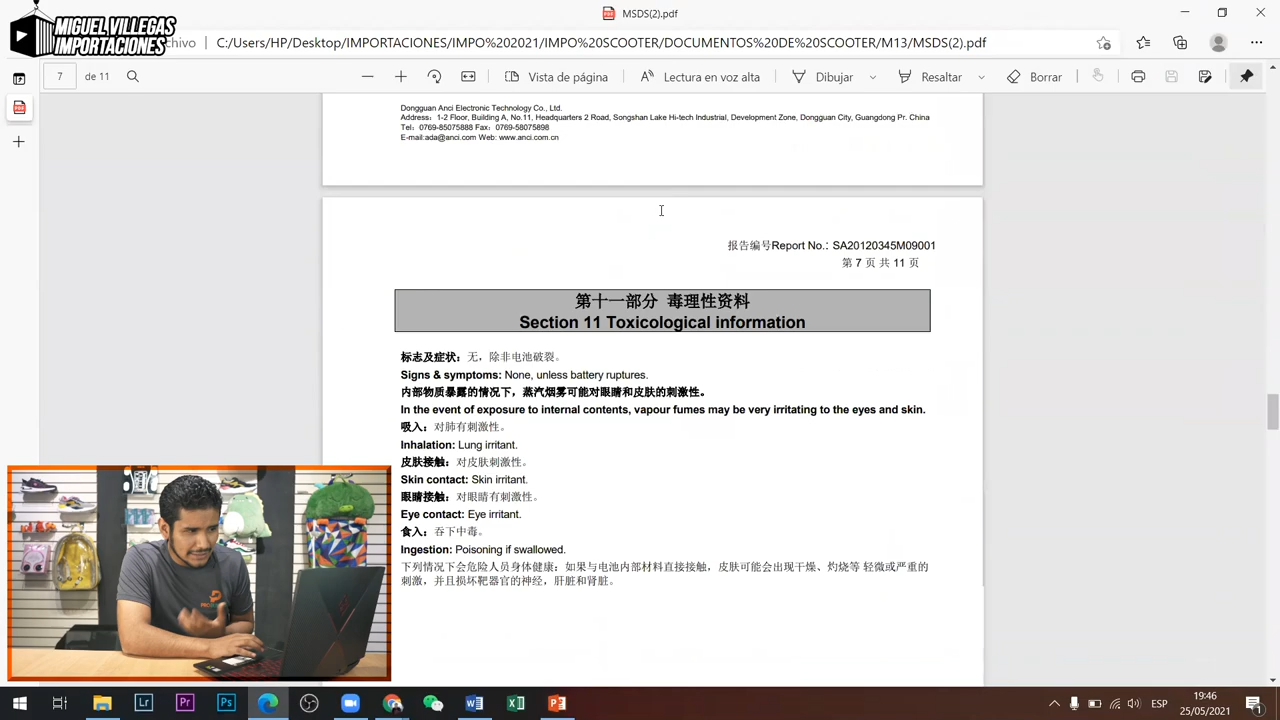 MIGUEL VILLEGAS
IMPORTACIONES
MSDS(2).pdf
chivo
C:/Users/HP/Desktop/IMPORTACIONES/IMPO%202021/IMPO%20SCOOTER/DOCUMENTOS%20DE%20SCOOTER/M13/MSDS(2).pdf
7 de 11
Vista de página
Lectura en voz alta
Dibujar
Resaltar
Borrar
Dongguan Anci Electronic Technology Co., Ltd.
Address: 1-2 Floor, Building A, No.11, Headquarters 2 Road, Songshan Lake Hi-tech Industrial, Development Zone, Dongguan City, Guangdong Pr. China
Tel: 0769-85075888 Fax: 0769-58075898
E-mail:ada@anci.com Web: www.anci.com.cn
报告编号Report No.: SA20120345M09001
第 7 页 共 11 页
第十一部分 毒理性资料
Section 11 Toxicological information
标志及症状：无，除非电池破裂。
Signs & symptoms: None, unless battery ruptures.
内部物质暴露的情况下，蒸汽烟雾可能对眼睛和皮肤的刺激性。
In the event of exposure to internal contents, vapour fumes may be very irritating to the eyes and skin.
吸入：对肺有刺激性。
Inhalation: Lung irritant.
皮肤接触：对皮肤刺激性。
Skin contact: Skin irritant.
眼睛接触：对眼睛有刺激性。
Eye contact: Eye irritant.
食入：吞下中毒。
Ingestion: Poisoning if swallowed.
下列情况下会危险人员身体健康：如果与电池内部材料直接接触，皮肤可能会出现干燥、灼烧等 轻微或严重的
刺激，并且损坏靶器官的神经，肝脏和肾脏。
Lr
Pr
Ps
ESP
19:46
25/05/2021